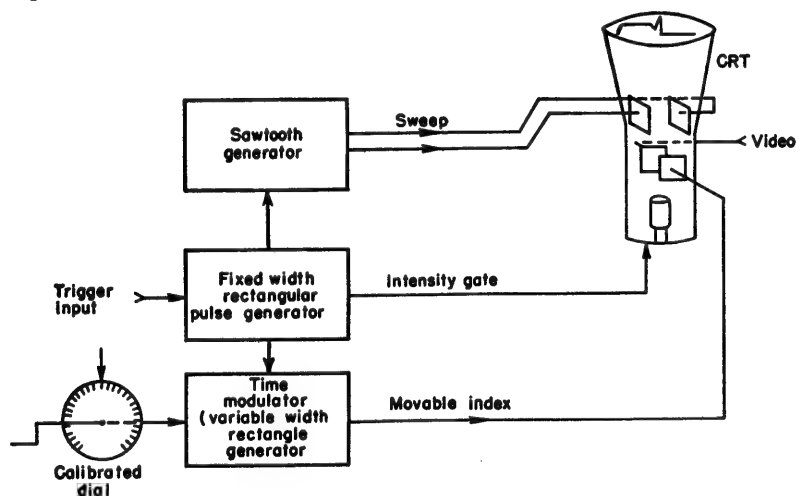 CRT
Sweep
Sawtooth
generator
Video
Trigger
input
Fixed width
rectangular
pulse generator
Intensity gate
Time
modulator
(variable width
rectangle
generator
Movable index
Calibrated
dial